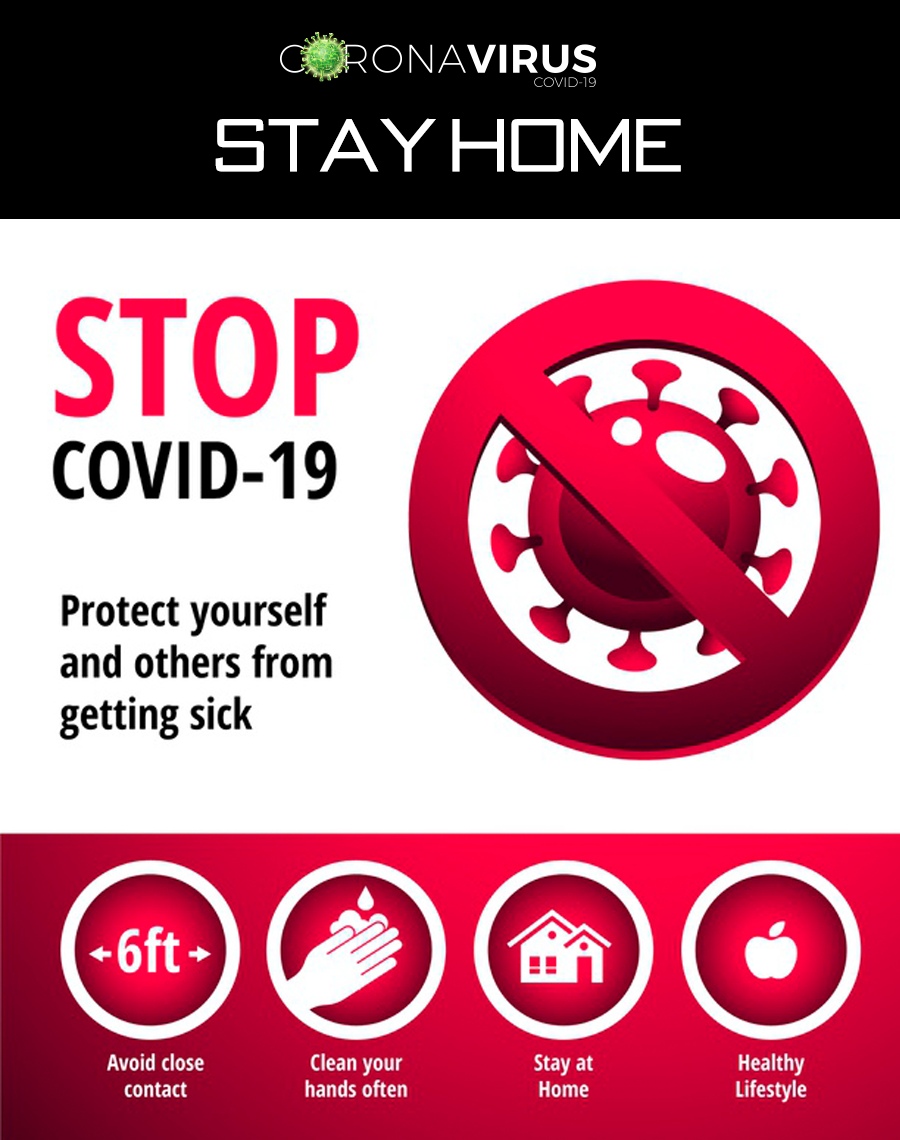 CORONAVIRUS
COVID-19
STAY HOME
STOP
COVID-19
Protect yourself
and others from
getting sick
6ft
Avoid close
contact
Clean your
hands often
Stay at
Home
Healthy
Lifestyle